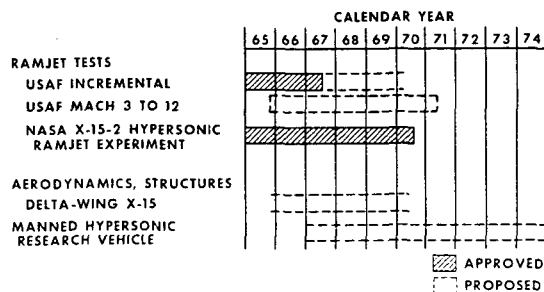 CALENDAR YEAR
65 66 67 68 69 70 71 72 73 74
RAMJET TESTS
USAF INCREMENTAL
USAF MACH 3 TO 12
NASA X-15-2 HYPERSONIC
RAMJET EXPERIMENT
AERODYNAMICS, STRUCTURES
DELTA-WING X-15
MANNED HYPERSONIC
RESEARCH VEHICLE
APPROVED
PROPOSED